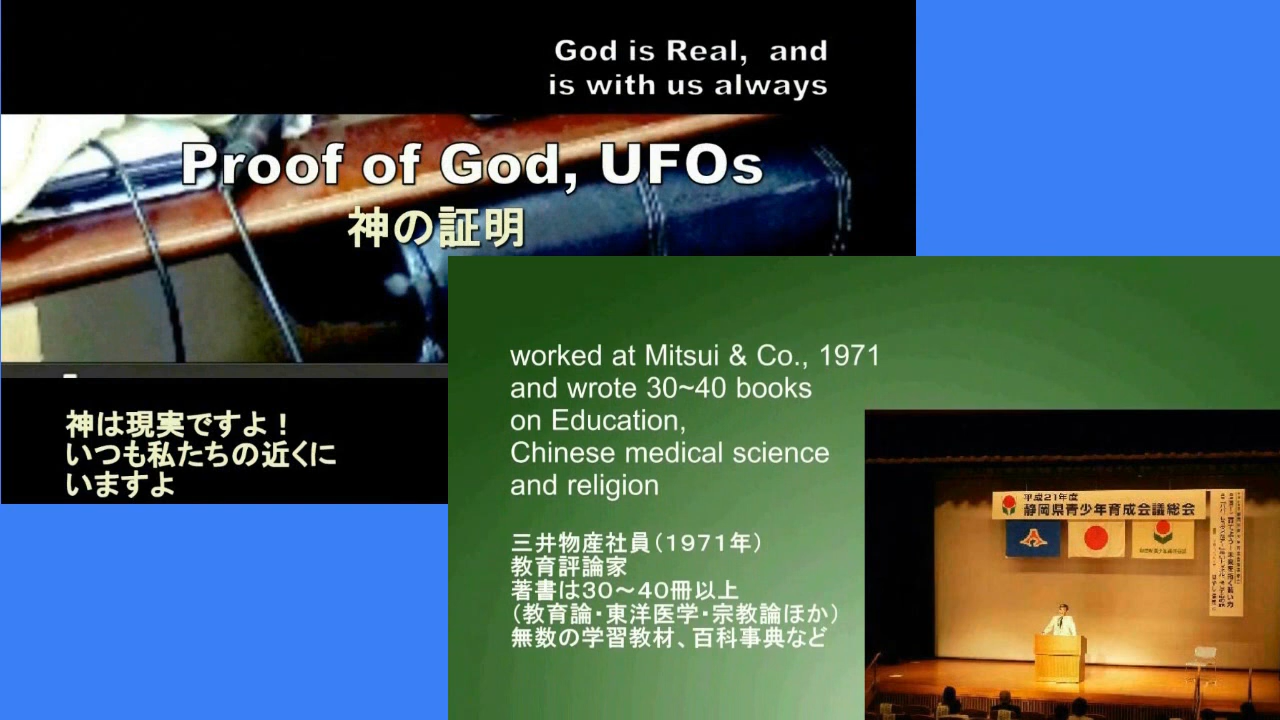 God is Real, and
is with us always
Proof of God, UFOs
神の証明
神は現実ですよ！
いつも私たちの近くに
いますよ
worked at Mitsui & Co., 1971
and wrote 30~40 books
on Education,
Chinese medical science
and religion
三井物産社員（１９７１年）
教育評論家
著書は３０～４０冊以上
（教育論・東洋医学・宗教論ほか）
無数の学習教材、百科事典など
平成21年度
静岡県青少年育成会議総会